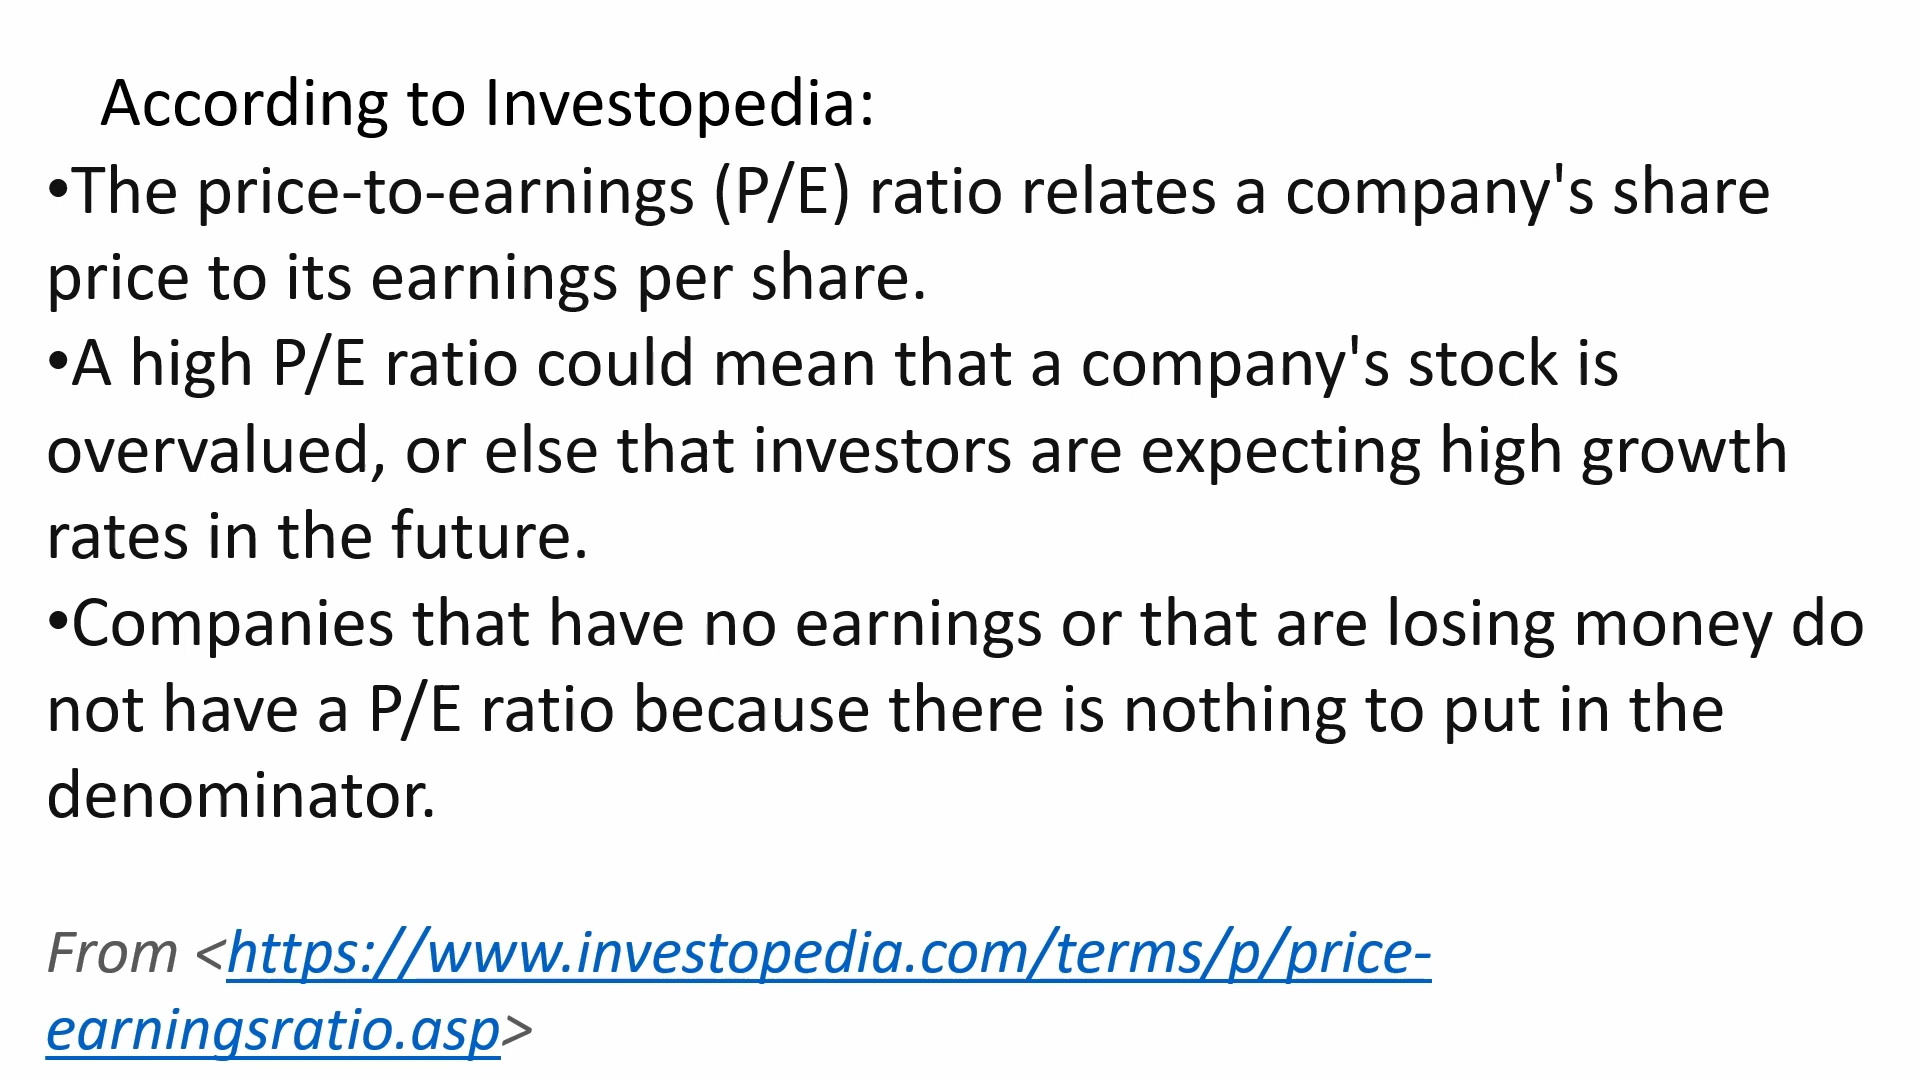 According to Investopedia:
•The price-to-earnings (P/E) ratio relates a company's share
price to its earnings per share.
•A high P/E ratio could mean that a company's stock is
overvalued, or else that investors are expecting high growth
rates in the future.
•Companies that have no earnings or that are losing money do
not have a P/E ratio because there is nothing to put in the
denominator.
From <https://www.investopedia.com/terms/p/price-
earningsratio.asp>